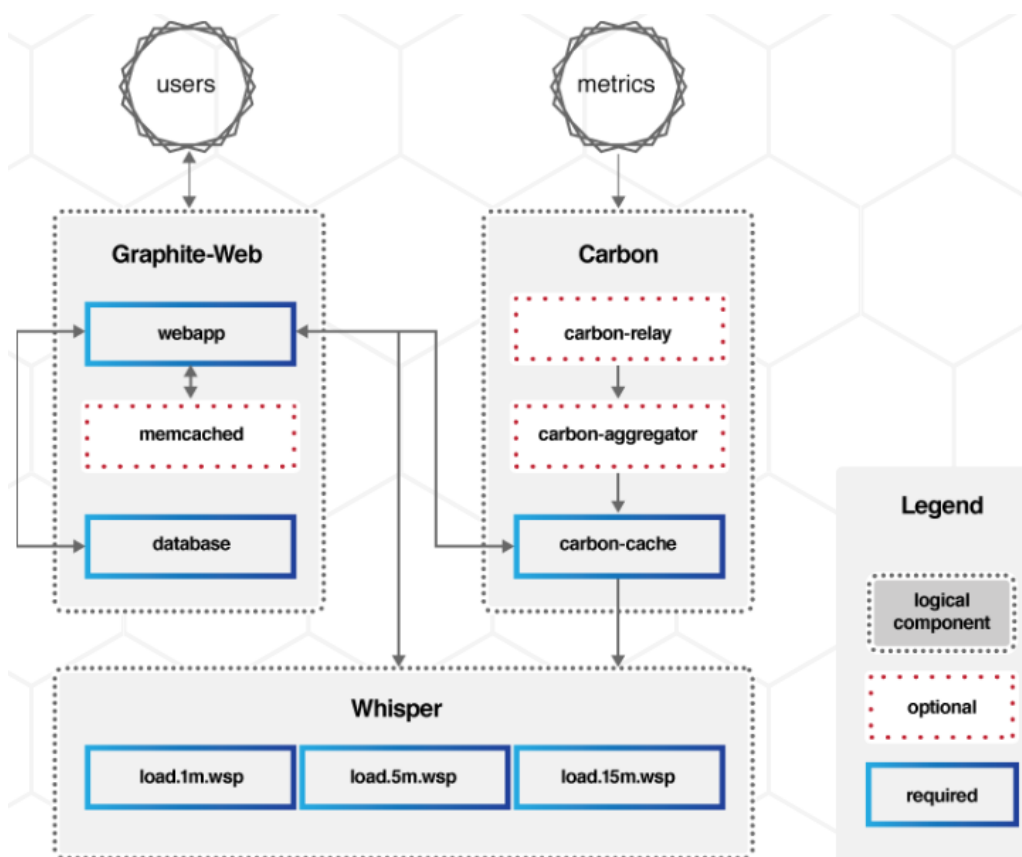 users
metrics
Graphite-Web
Carbon
webapp
carbon-relay
memcached
carbon-aggregator
database
carbon-cache
Legend
logical
component
optional
required
Whisper
load.1m.wsp
load.5m.wsp
load.15m.wsp